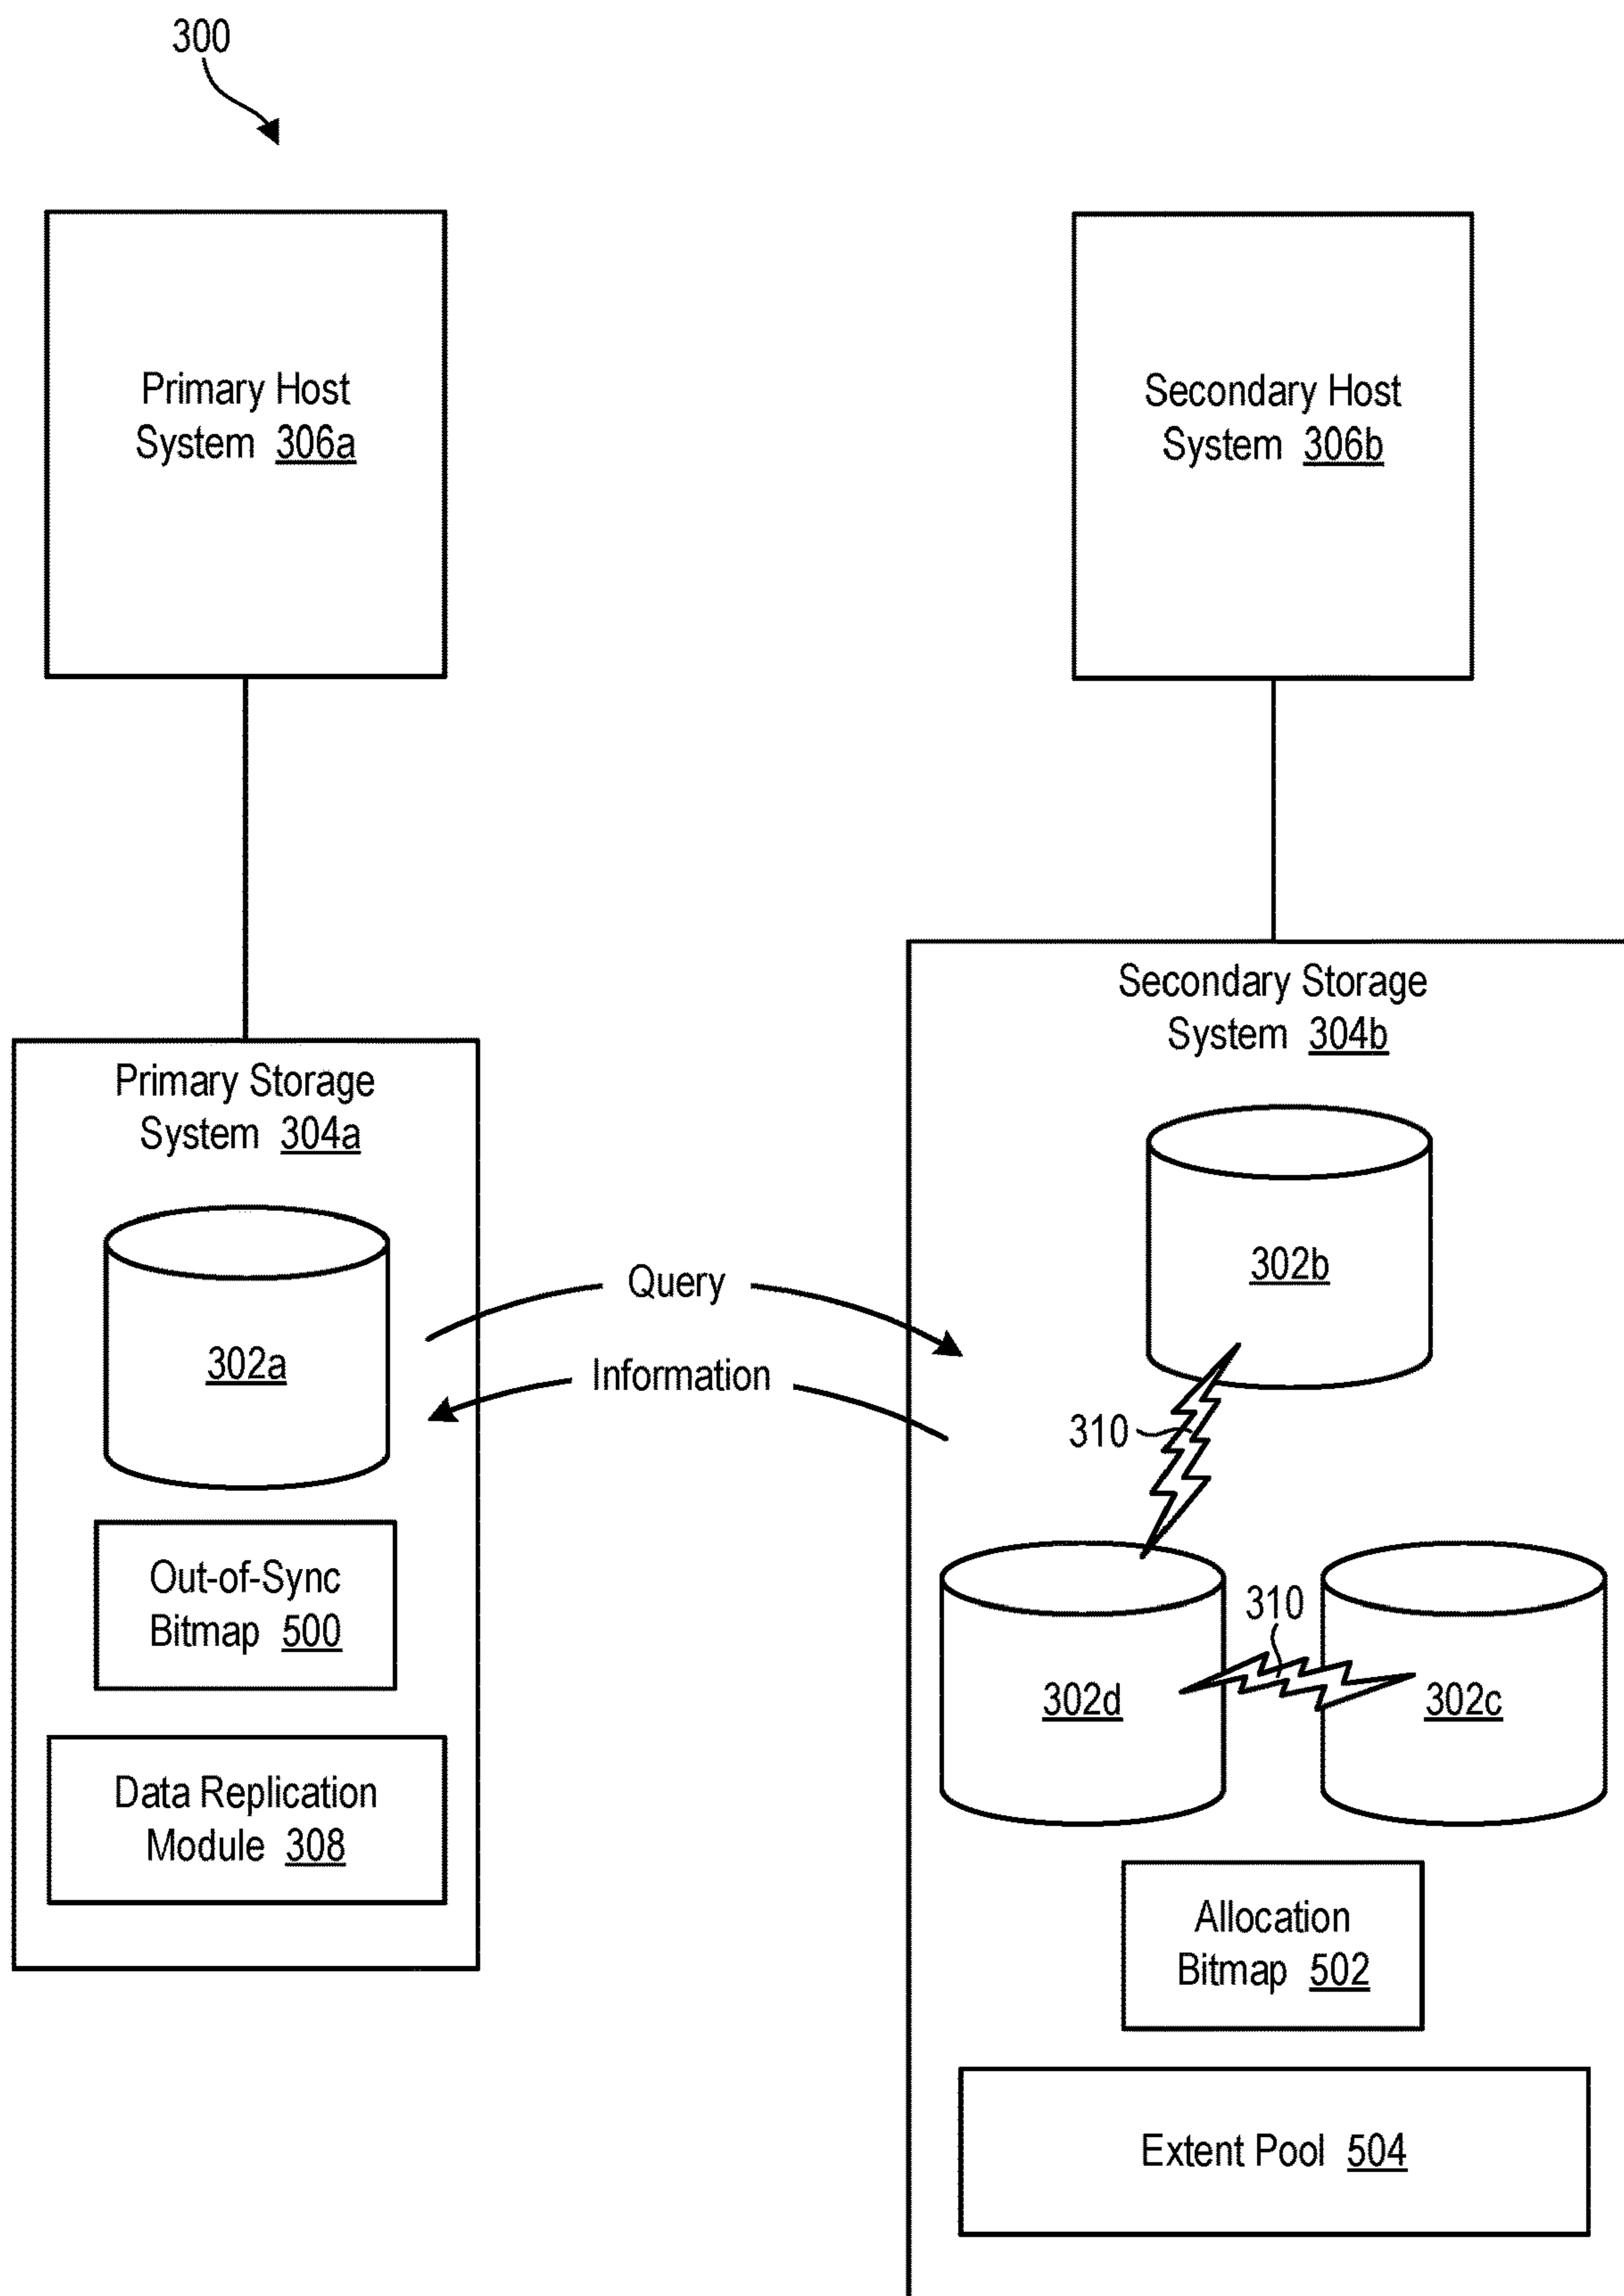 300
Primary Host
System 306a
Secondary Host
System 306b
Primary Storage
System 304a
302a
Out-of-Sync
Bitmap 500
Data Replication
Module 308
Query
Information
Secondary Storage
System 304b
302b
310
310
302d
302c
Allocation
Bitmap 502
Extent Pool 504